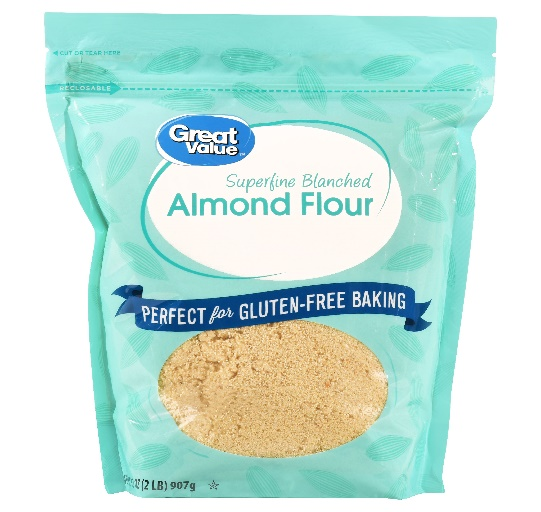 CUT OR TEAR HERE
RECLOSABLE
Great
Value
Superfine Blanched
Almond Flour
PERFECT for GLUTEN-FREE BAKING
(2 LB) 907g